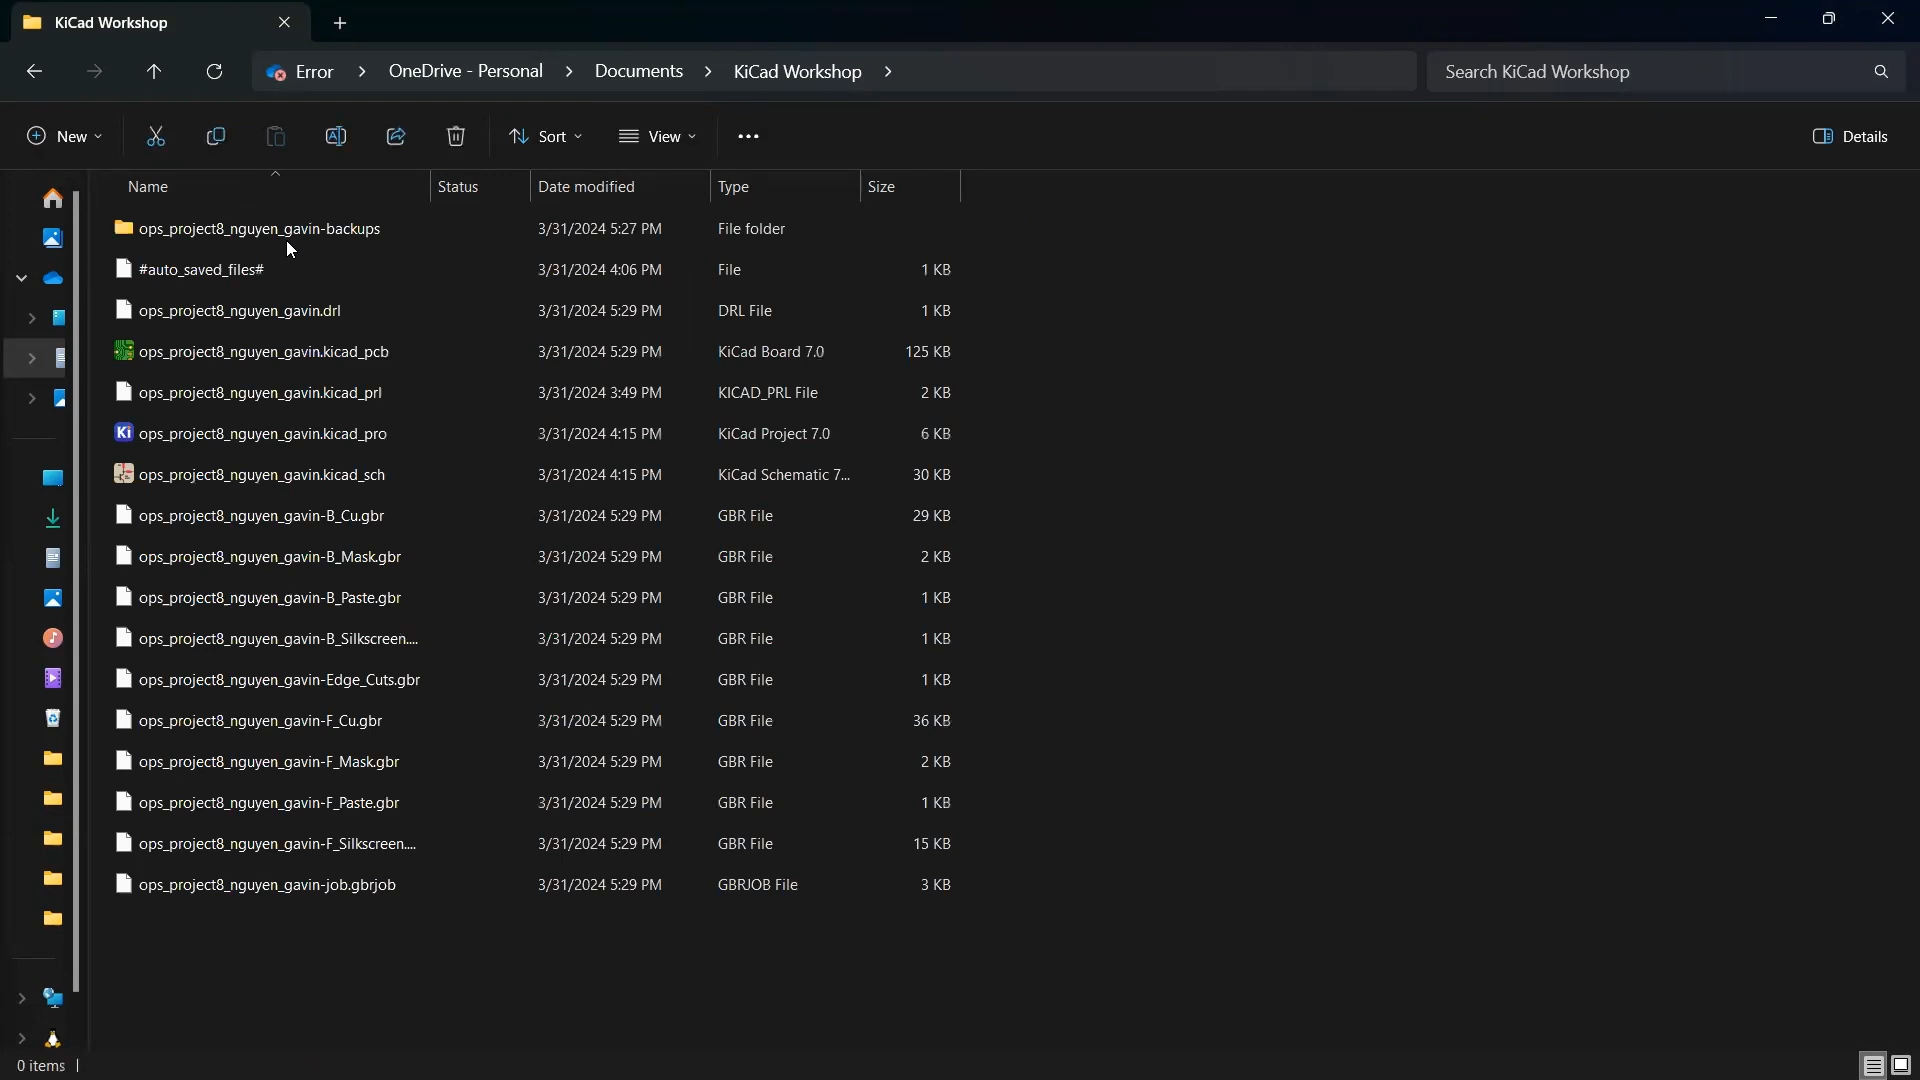 KiCad Workshop
Error > OneDrive - Personal > Documents > KiCad Workshop >
Search KiCad Workshop
New
Sort
View
Details
Name Status Date modified Type Size
ops_project8_nguyen_gavin-backups 3/31/2024 5:27 PM File folder
#auto_saved_files# 3/31/2024 4:06 PM File 1 KB
ops_project8_nguyen_gavin.drl 3/31/2024 5:29 PM DRL File 1 KB
ops_project8_nguyen_gavin.kicad_pcb 3/31/2024 5:29 PM KiCad Board 7.0 125 KB
ops_project8_nguyen_gavin.kicad_prl 3/31/2024 3:49 PM KICAD_PRL File 2 KB
Ki ops_project8_nguyen_gavin.kicad_pro 3/31/2024 4:15 PM KiCad Project 7.0 6 KB
ops_project8_nguyen_gavin.kicad_sch 3/31/2024 4:15 PM KiCad Schematic 7... 30 KB
ops_project8_nguyen_gavin-B_Cu.gbr 3/31/2024 5:29 PM GBR File 29 KB
ops_project8_nguyen_gavin-B_Mask.gbr 3/31/2024 5:29 PM GBR File 2 KB
ops_project8_nguyen_gavin-B_Paste.gbr 3/31/2024 5:29 PM GBR File 1 KB
ops_project8_nguyen_gavin-B_Silkscreen.... 3/31/2024 5:29 PM GBR File 1 KB
ops_project8_nguyen_gavin-Edge_Cuts.gbr 3/31/2024 5:29 PM GBR File 1 KB
ops_project8_nguyen_gavin-F_Cu.gbr 3/31/2024 5:29 PM GBR File 36 KB
ops_project8_nguyen_gavin-F_Mask.gbr 3/31/2024 5:29 PM GBR File 2 KB
ops_project8_nguyen_gavin-F_Paste.gbr 3/31/2024 5:29 PM GBR File 1 KB
ops_project8_nguyen_gavin-F_Silkscreen.... 3/31/2024 5:29 PM GBR File 15 KB
ops_project8_nguyen_gavin-job.gbrjob 3/31/2024 5:29 PM GBRJOB File 3 KB
0 items